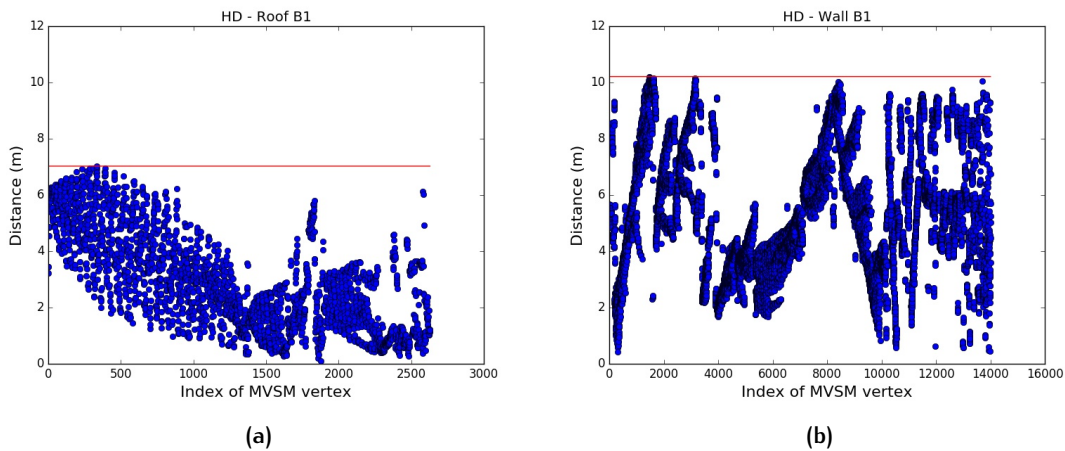 HD - Roof B1
12
10
8
6
4
2
0
Distance (m)
0 500 1000 1500 2000 2500 3000
Index of MVSM vertex
(a)
HD - Wall B1
12
10
8
6
4
2
0
Distance (m)
0 2000 4000 6000 8000 10000 12000 14000 16000
Index of MVSM vertex
(b)